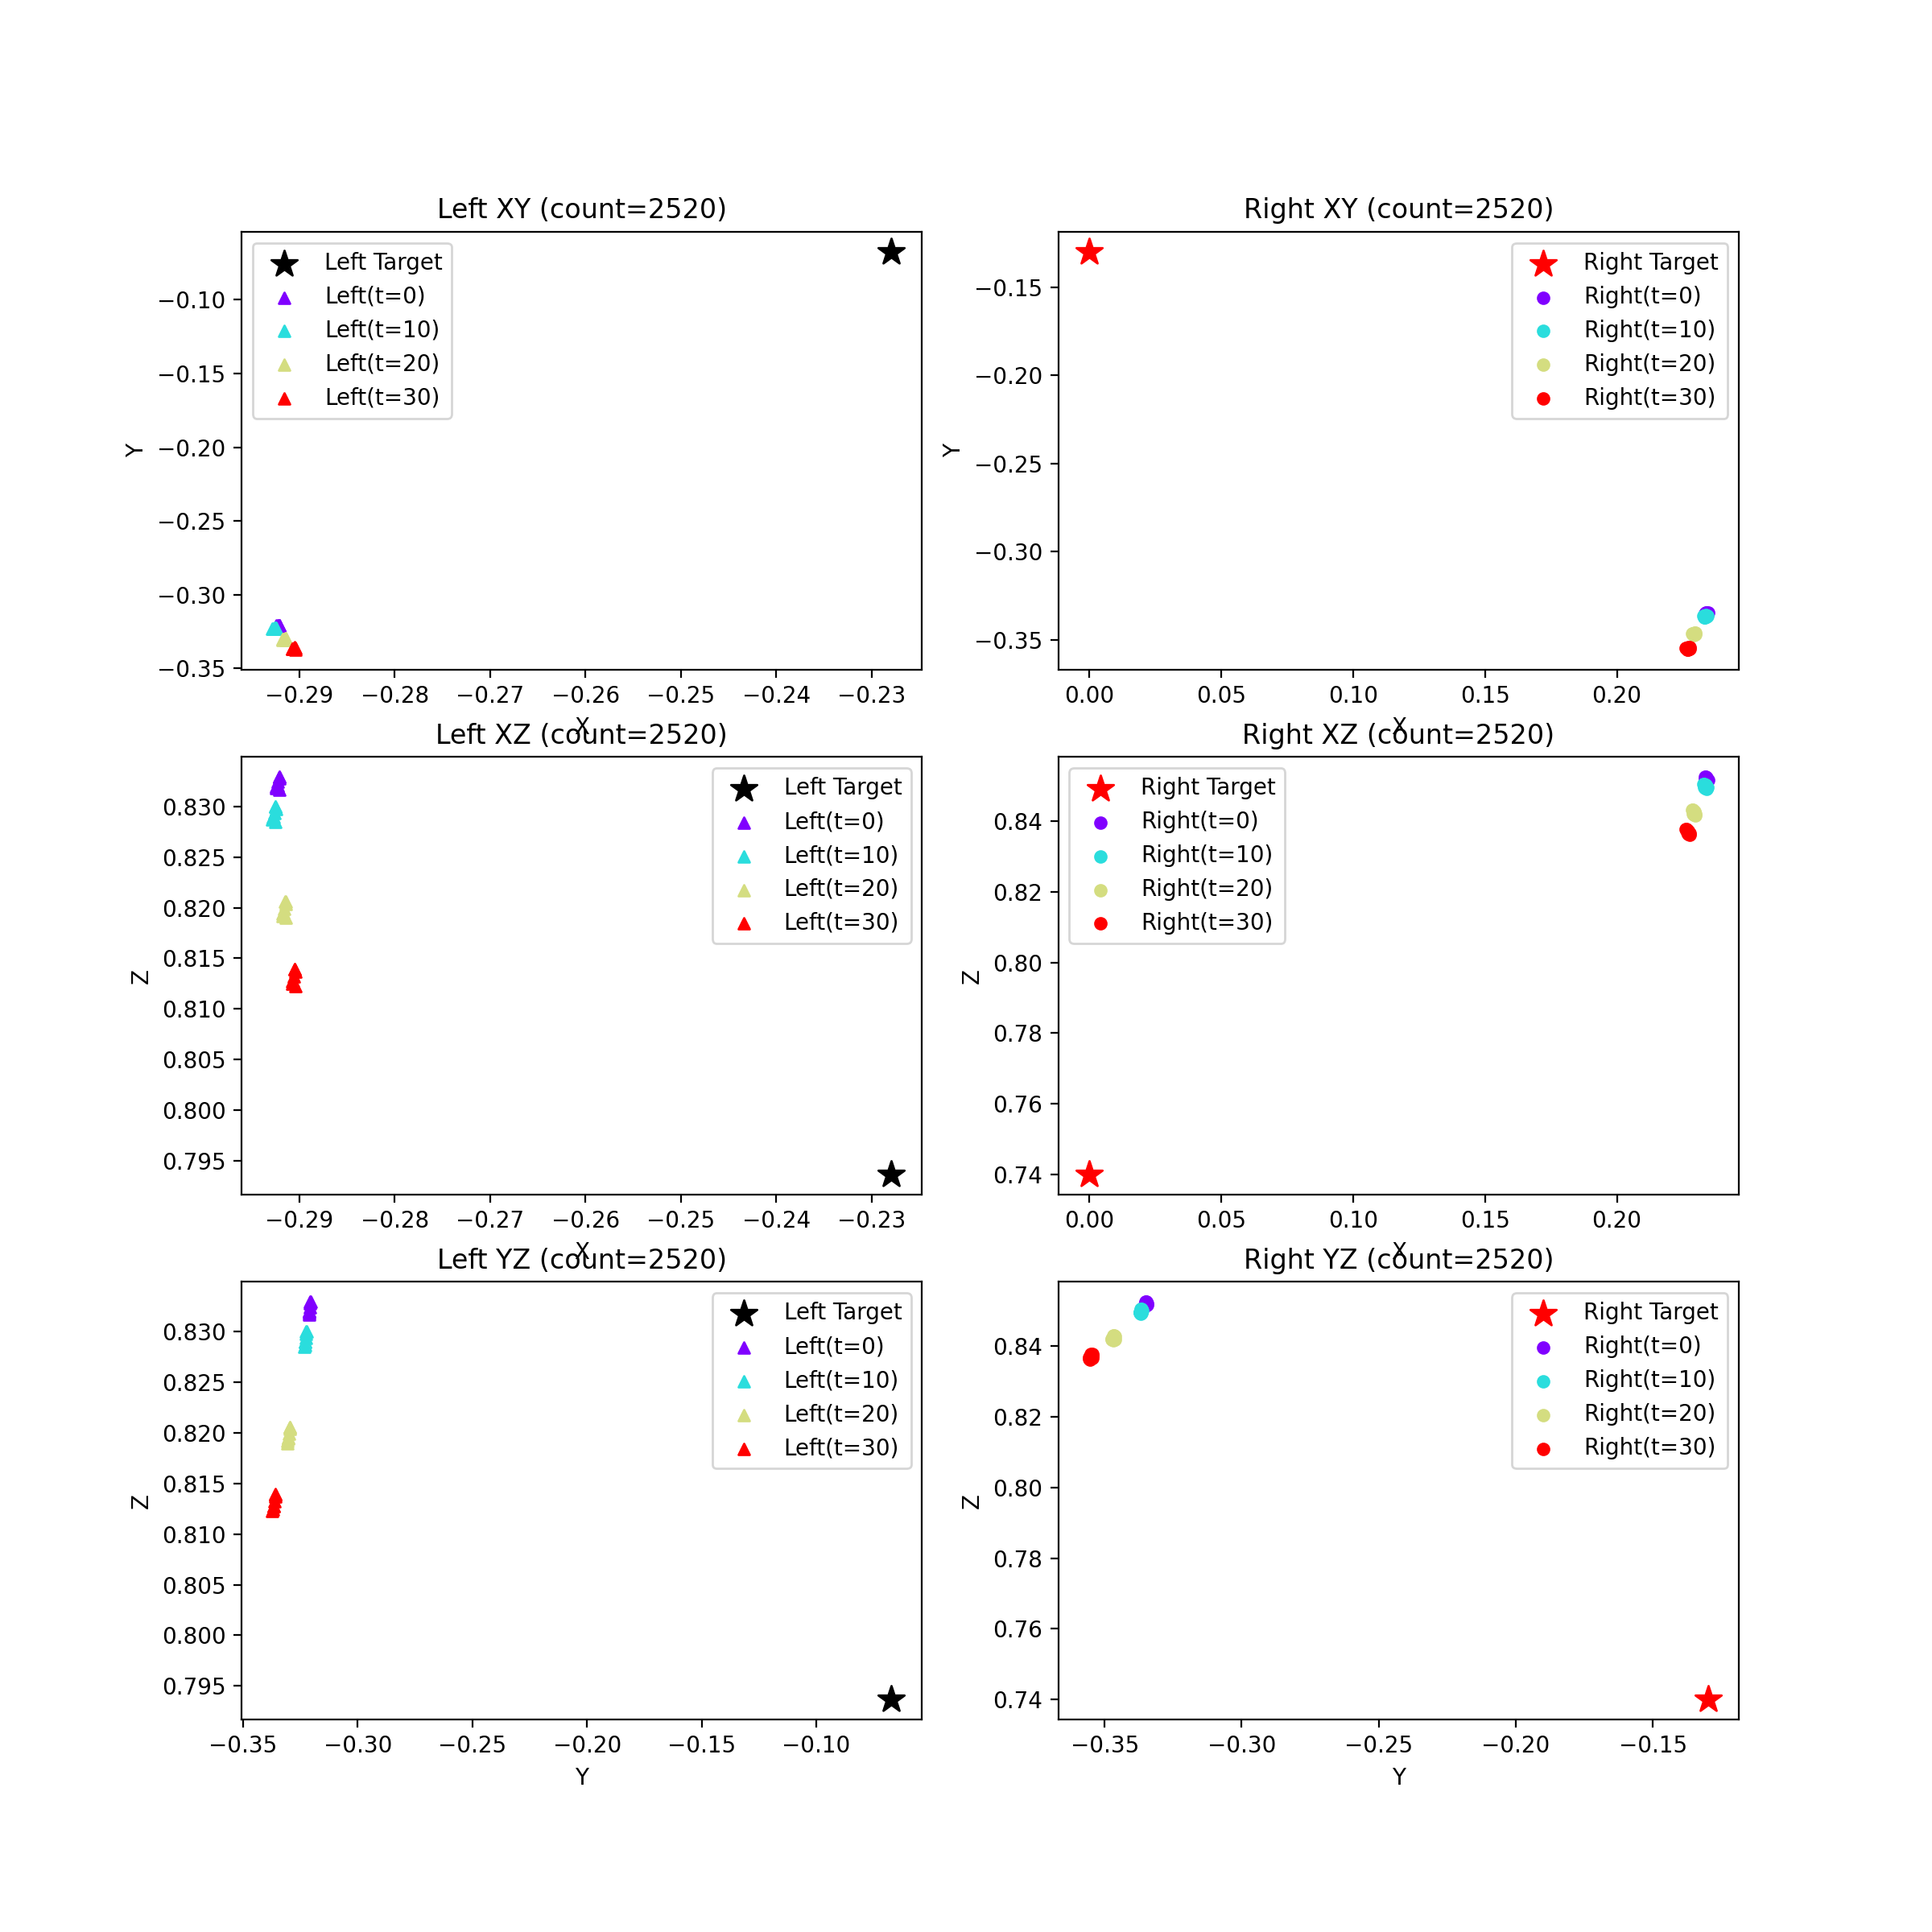 Left XY (count=2520)
Left Target
Left(t=0)
Left(t=10)
Left(t=20)
Left(t=30)
Y
−0.10
−0.15
−0.20
−0.25
−0.30
−0.35
−0.29 −0.28 −0.27 −0.26 −0.25 −0.24 −0.23
X
Right XY (count=2520)
Right Target
Right(t=0)
Right(t=10)
Right(t=20)
Right(t=30)
Y
−0.15
−0.20
−0.25
−0.30
−0.35
0.00 0.05 0.10 0.15 0.20
X
Left XZ (count=2520)
Left Target
Left(t=0)
Left(t=10)
Left(t=20)
Left(t=30)
Z
0.830
0.825
0.820
0.815
0.810
0.805
0.800
0.795
−0.29 −0.28 −0.27 −0.26 −0.25 −0.24 −0.23
X
Right XZ (count=2520)
Right Target
Right(t=0)
Right(t=10)
Right(t=20)
Right(t=30)
Z
0.84
0.82
0.80
0.78
0.76
0.74
0.00 0.05 0.10 0.15 0.20
X
Left YZ (count=2520)
Left Target
Left(t=0)
Left(t=10)
Left(t=20)
Left(t=30)
Z
0.830
0.825
0.820
0.815
0.810
0.805
0.800
0.795
−0.35 −0.30 −0.25 −0.20 −0.15 −0.10
Y
Right YZ (count=2520)
Right Target
Right(t=0)
Right(t=10)
Right(t=20)
Right(t=30)
Z
0.84
0.82
0.80
0.78
0.76
0.74
−0.35 −0.30 −0.25 −0.20 −0.15
Y